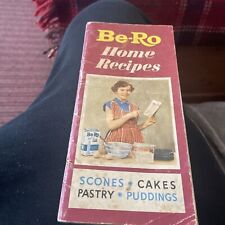 Be-Ro
Home
Recipes
SCONES • CAKES
PASTRY • PUDDINGS